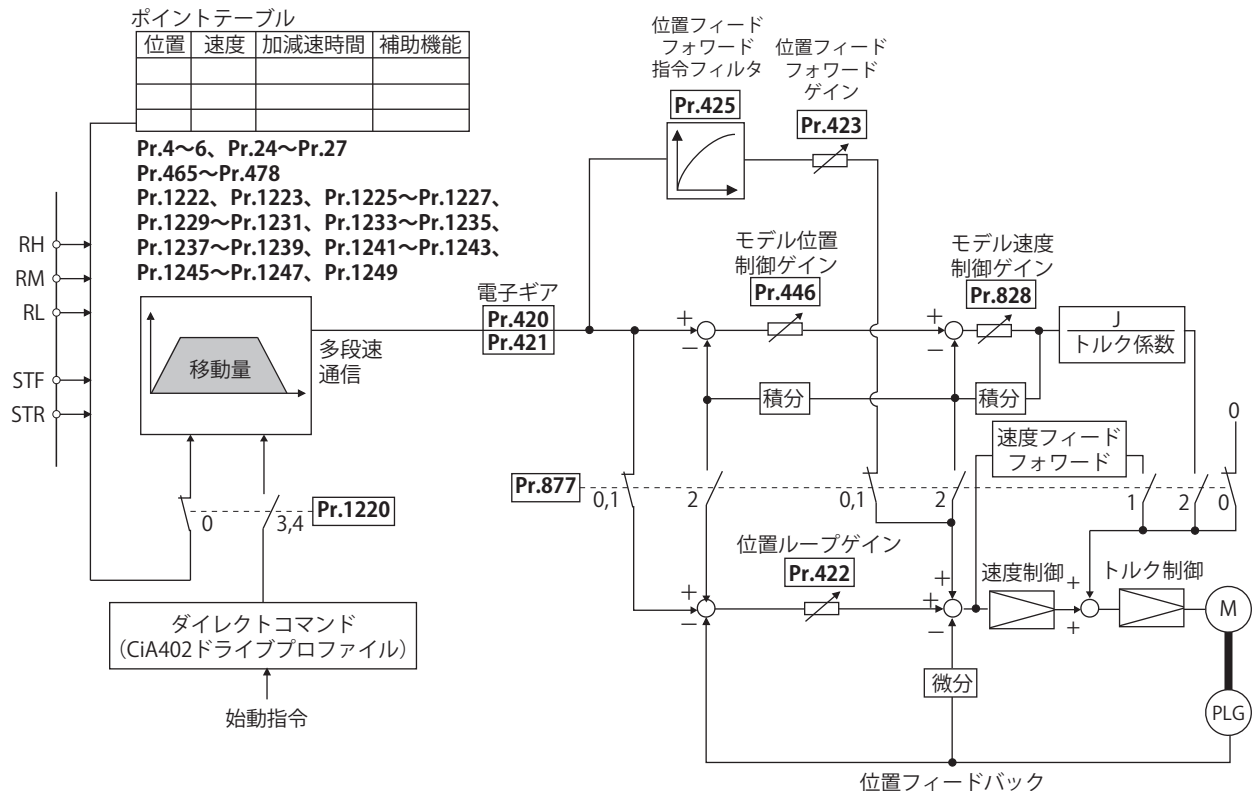 ポイントテーブル
位置 速度 加減速時間 補助機能
Pr.4～6、Pr.24～Pr.27
Pr.465～Pr.478
Pr.1222、Pr.1223、Pr.1225～Pr.1227、
Pr.1229～Pr.1231、Pr.1233～Pr.1235、
Pr.1237～Pr.1239、Pr.1241～Pr.1243、
Pr.1245～Pr.1247、Pr.1249
RH
RM
RL
STF
STR
移動量
多段速
通信
0
3,4
Pr.1220
ダイレクトコマンド
（CiA402ドライブプロファイル）
始動指令
電子ギア
Pr.420
Pr.421
位置フィード
フォワード
指令フィルタ
Pr.425
位置フィード
フォワード
ゲイン
Pr.423
モデル位置
制御ゲイン
Pr.446
モデル速度
制御ゲイン
Pr.828
J
トルク係数
+
−
+
−
積分
積分
速度フィード
フォワード
0
Pr.877
0,1
2
0,1
2
1
2
0
位置ループゲイン
Pr.422
速度制御
トルク制御
+
−
+
+
−
+
+
M
微分
PLG
位置フィードバック